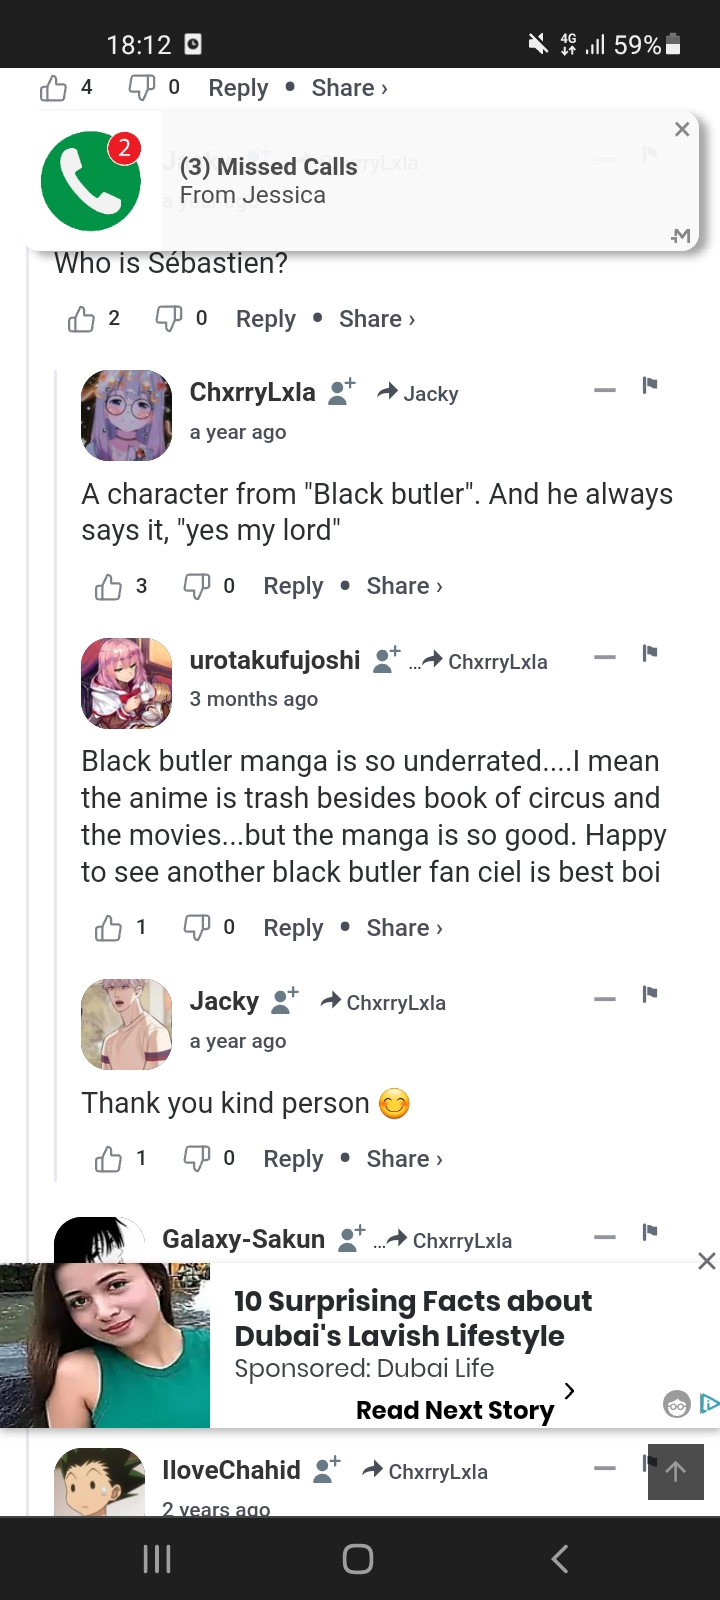 18:12
4G
59%
4 0 Reply • Share ›
2
(3) Missed Calls
From Jessica
Who is Sébastien?
2 0 Reply • Share ›
ChxrryLxla Jacky
a year ago
A character from "Black butler". And he always
says it, "yes my lord"
3 0 Reply • Share ›
urotakufujoshi ... ChxrryLxla
3 months ago
Black butler manga is so underrated....I mean
the anime is trash besides book of circus and
the movies...but the manga is so good. Happy
to see another black butler fan ciel is best boi
1 0 Reply • Share ›
Jacky ChxrryLxla
a year ago
Thank you kind person 😊
1 0 Reply • Share ›
Galaxy-Sakun ... ChxrryLxla
10 Surprising Facts about
Dubai's Lavish Lifestyle
Sponsored: Dubai Life
Read Next Story
IloveChahid ChxrryLxla
2 years ago